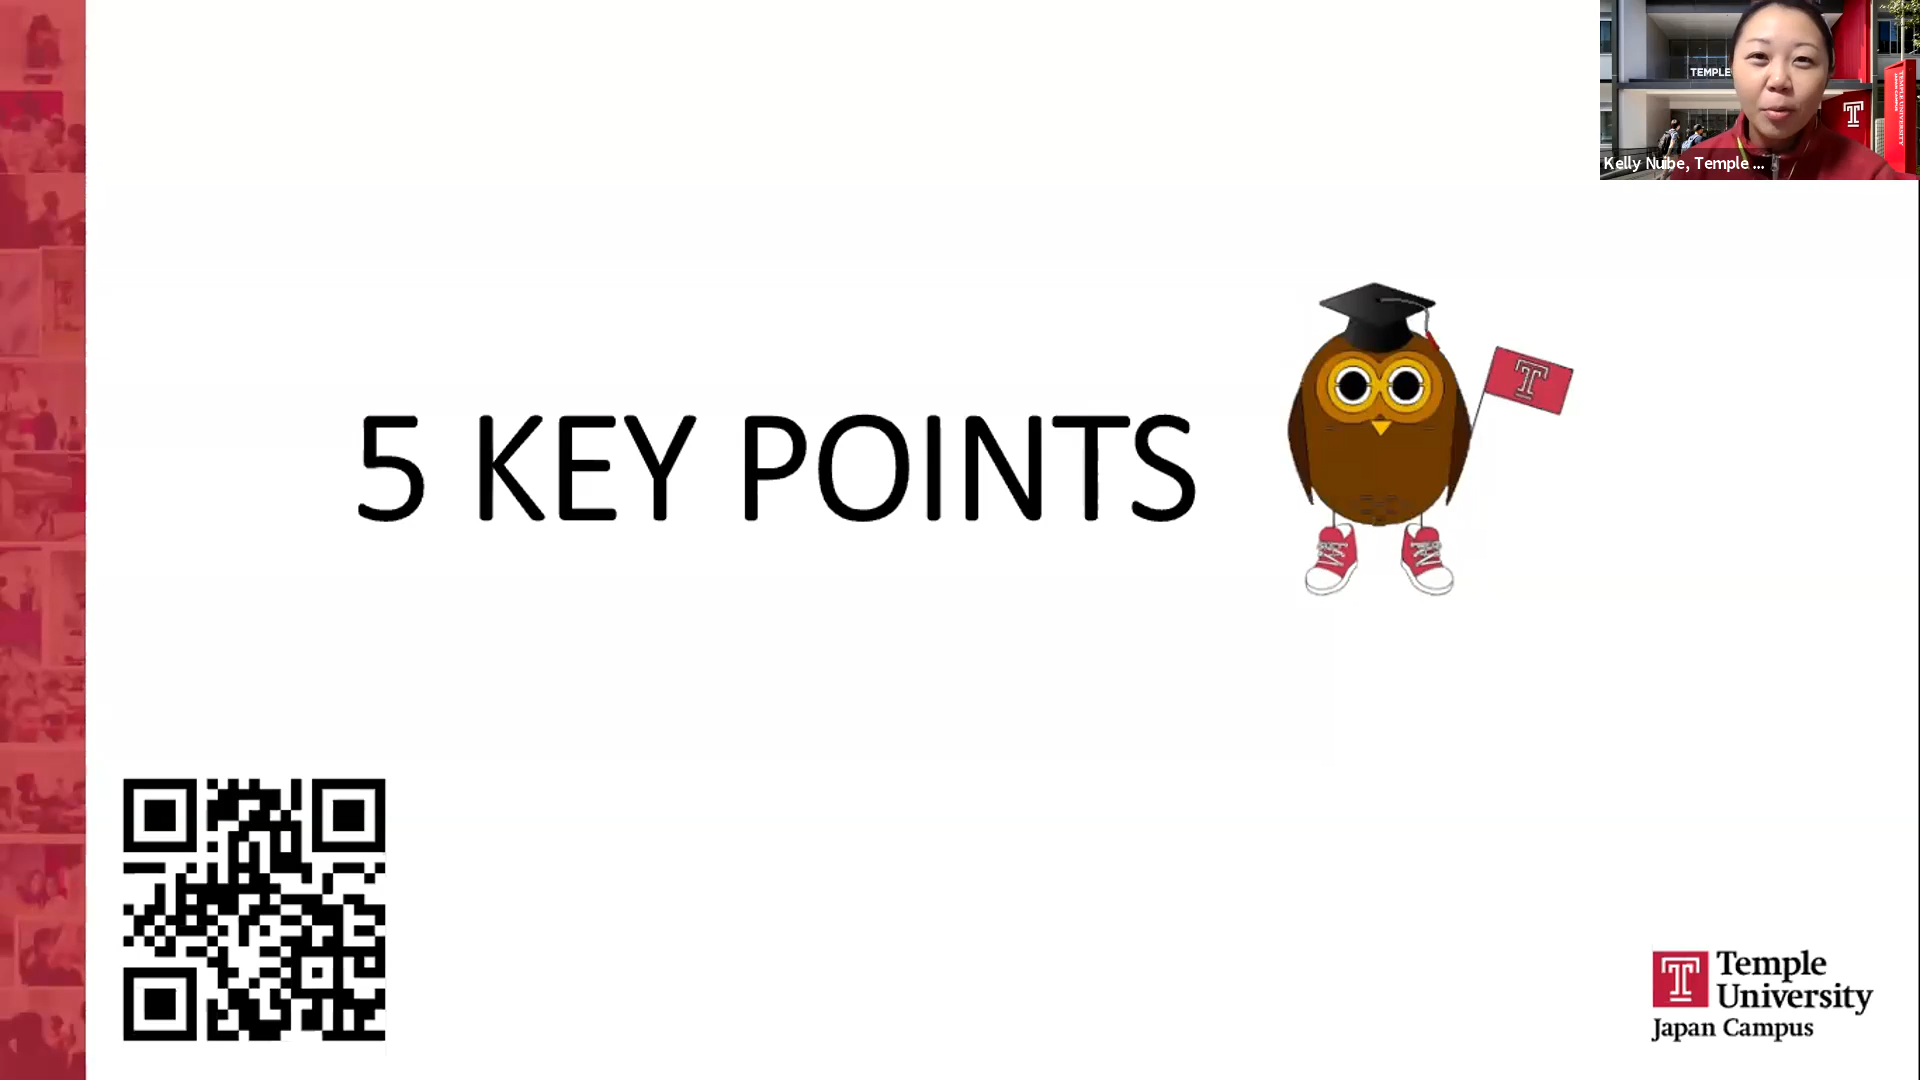 TEMPLE
Kelly Nuibe, Temple ...
5 KEY POINTS
Temple
University
Japan Campus